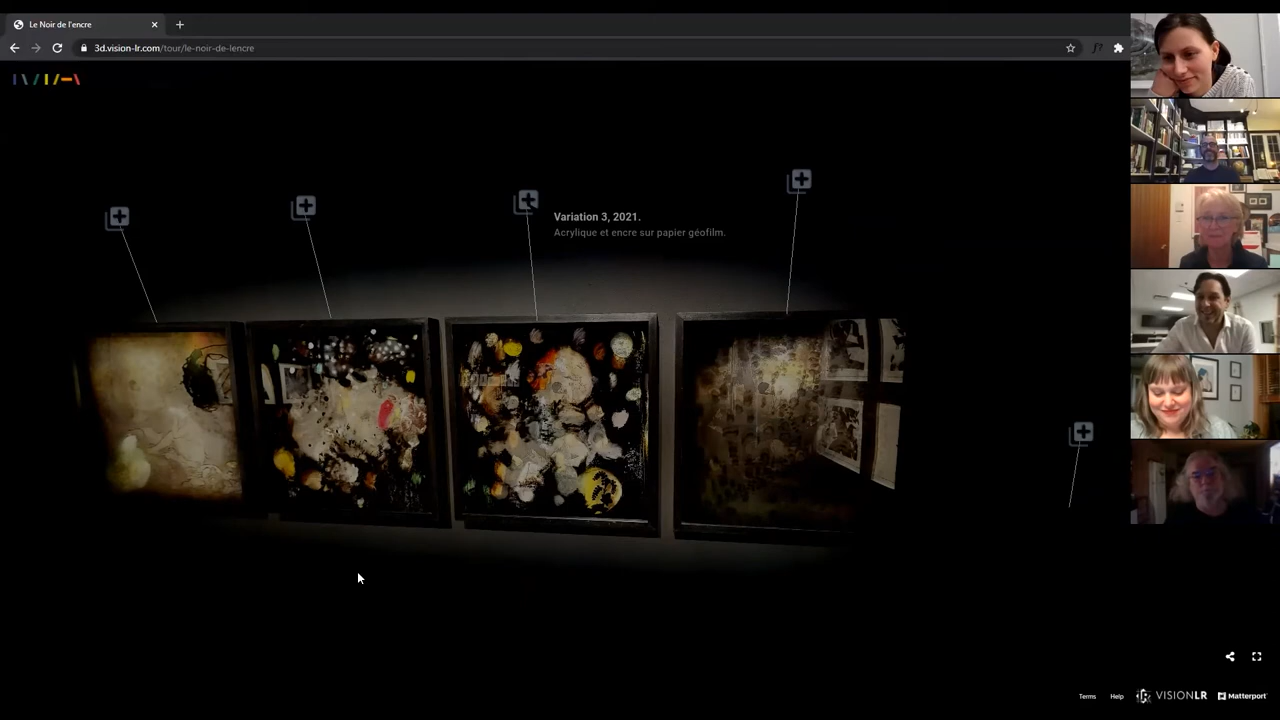 Le Noir de l'encre
3d.vision-lr.com/tour/le-noir-de-lencre
f?
Variation 3, 2021.
Acrylique et encre sur papier géofilm.
Terms
Help
VISIONLR
Matterport